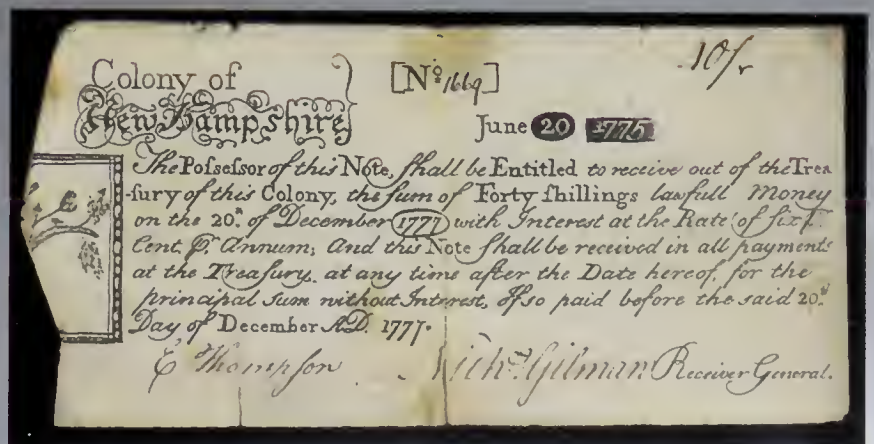 10/
Colony of
New Hampshire
[No 1669]
June 20 1775
The Poſseſsor of this Note, ſhall be Entitled to receive out of the Trea
-ſury of this Colony, the ſum of Forty ſhillings lawfull Money
on the 20th of December 1777 with Intereſt at the Rate of ſix Pr.
Cent Pr. Annum; And this Note ſhall be received in all payments
at the Treaſury, at any time after the Date hereof, for the
principal ſum without Intereſt, If ſo paid before the said 20th
Day of December A.D. 1777.
E Thompſon
Nichs. Gilman Receiver General.